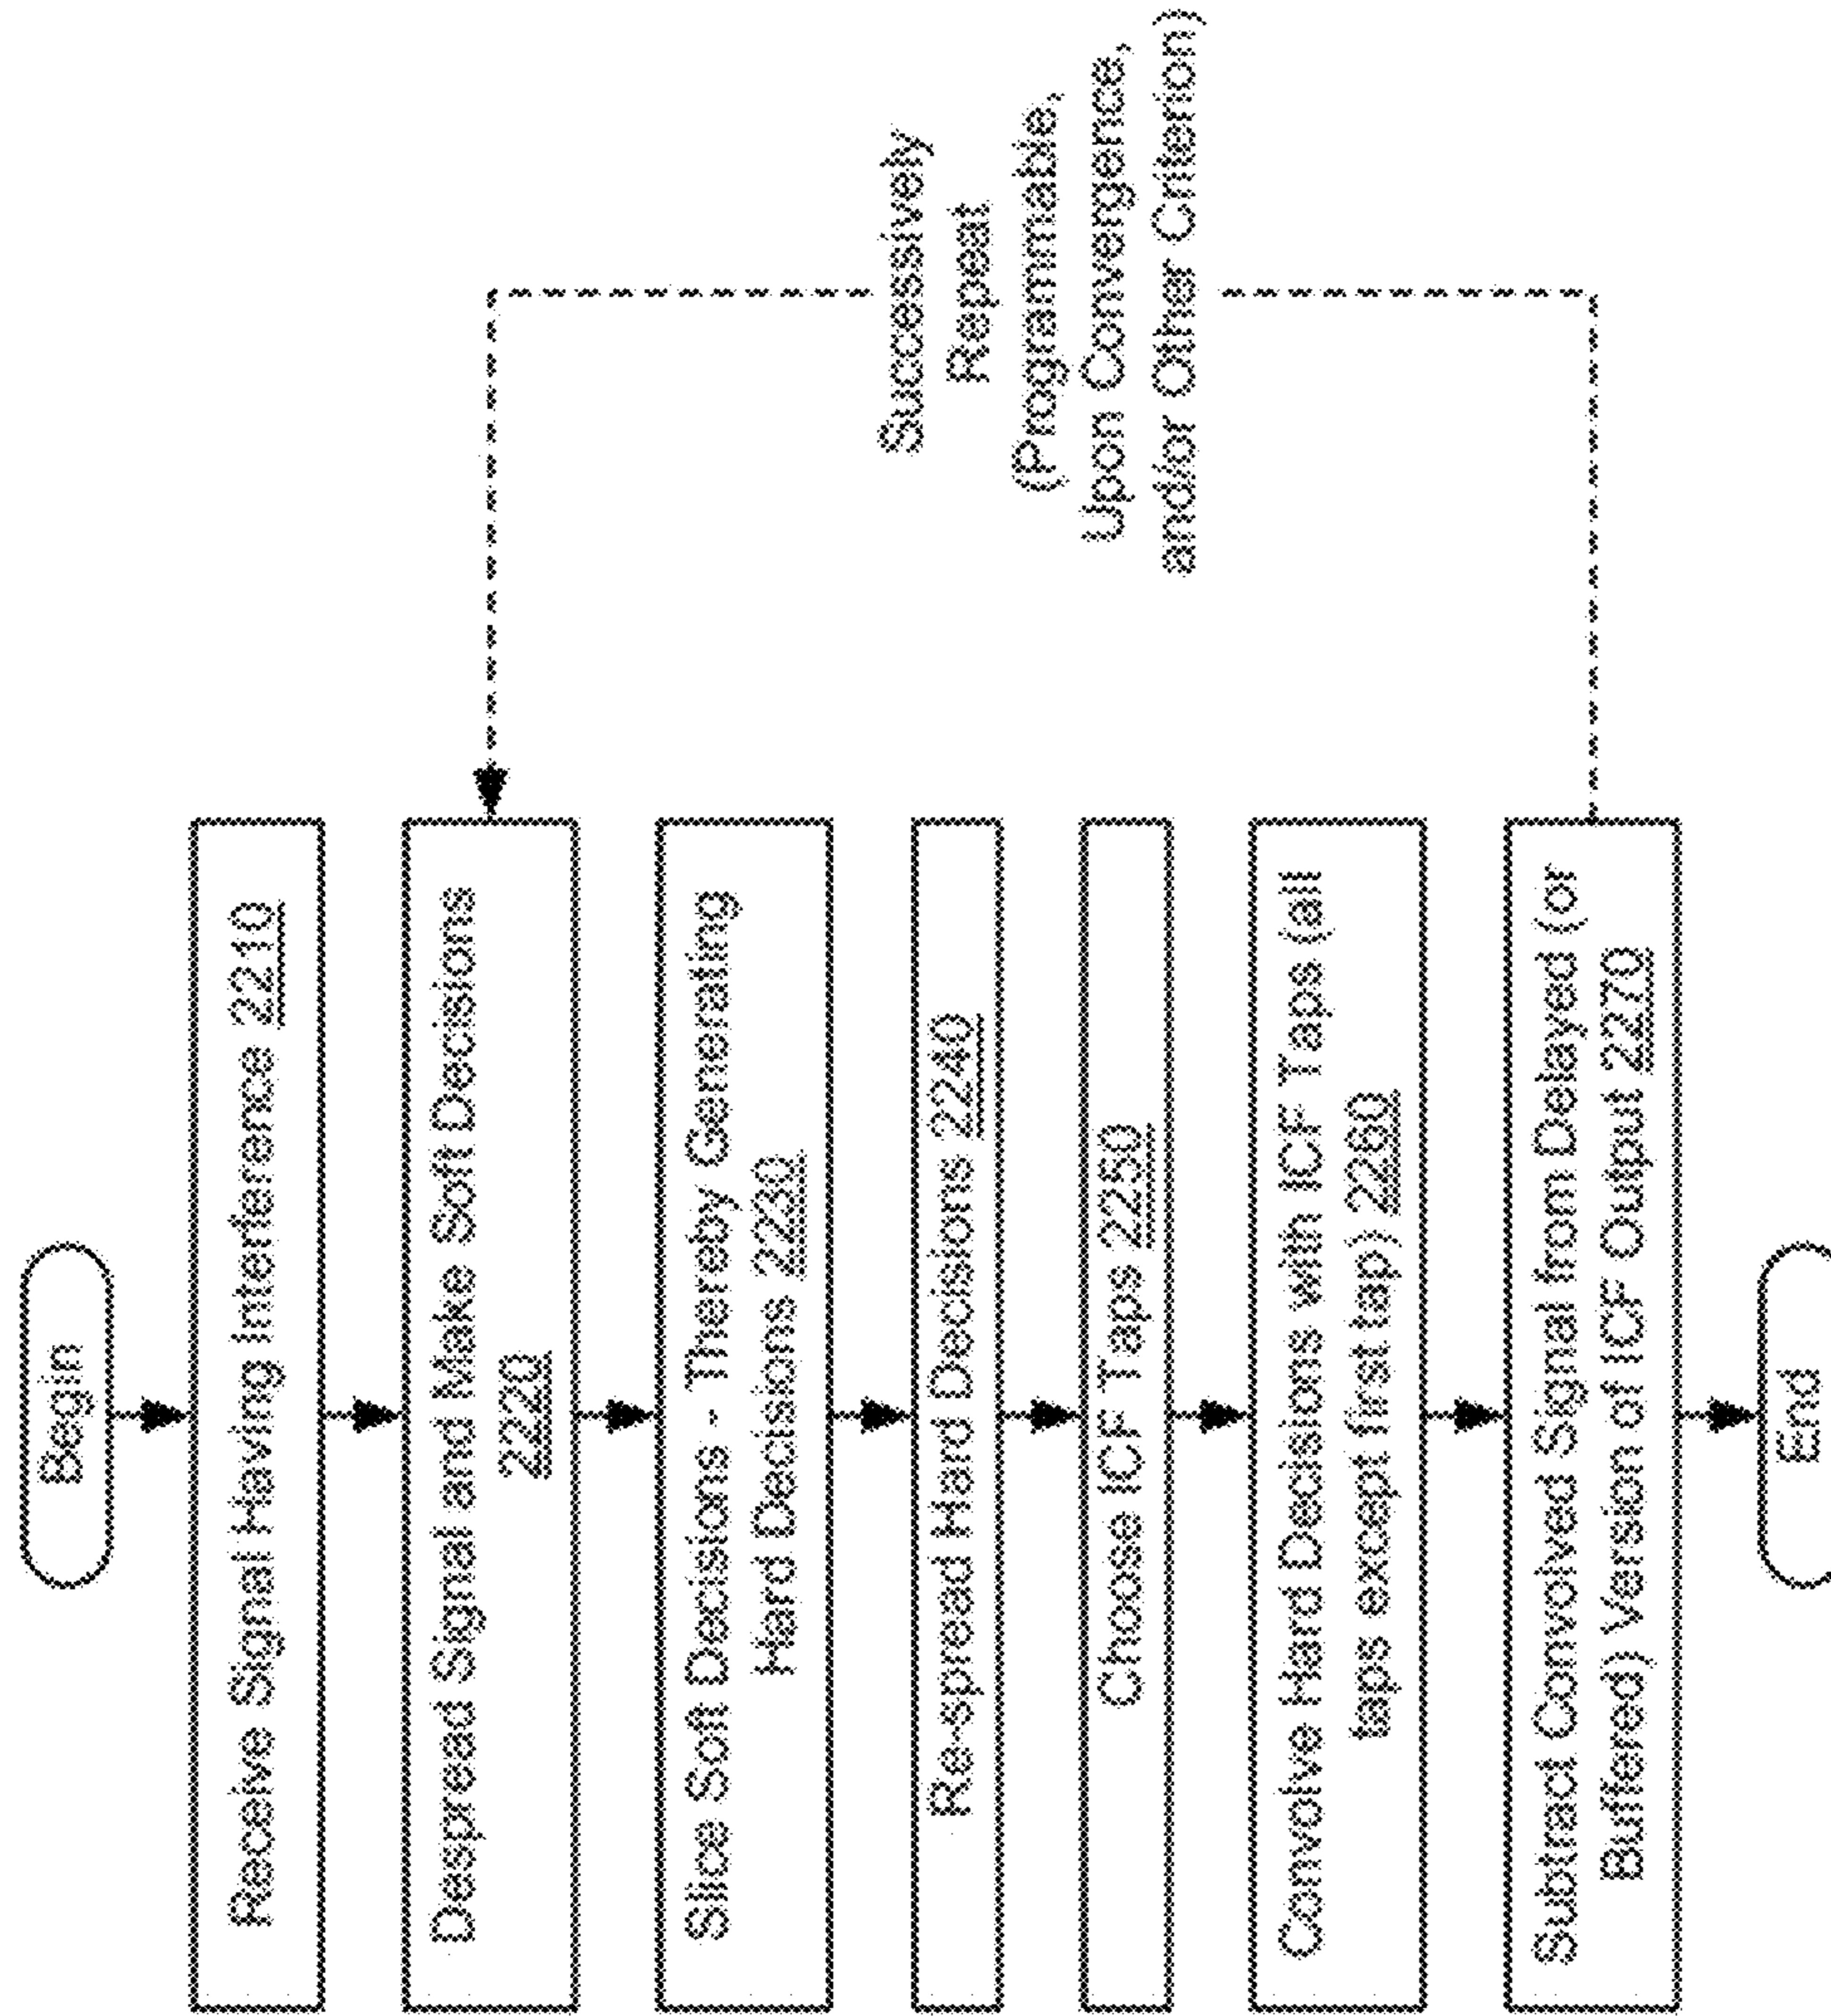 Begin
Receive Signal Having Interference 2210
Despread Signal and Make Soft Decisions
2220
Slice Soft Decisions - Thereby Generating
Hard Decisions 2230
Re-spread Hard Decisions 2240
Choose ICF Taps 2250
Convolve Hard Decisions with ICF Taps (all
taps except first tap) 2260
Subtract Convolved Signal from Delayed (or
Buffered) Version of ICF Output 2270
End
Successively
Repeat
(Programmable,
Upon Convergence,
and/or Other Criterion)